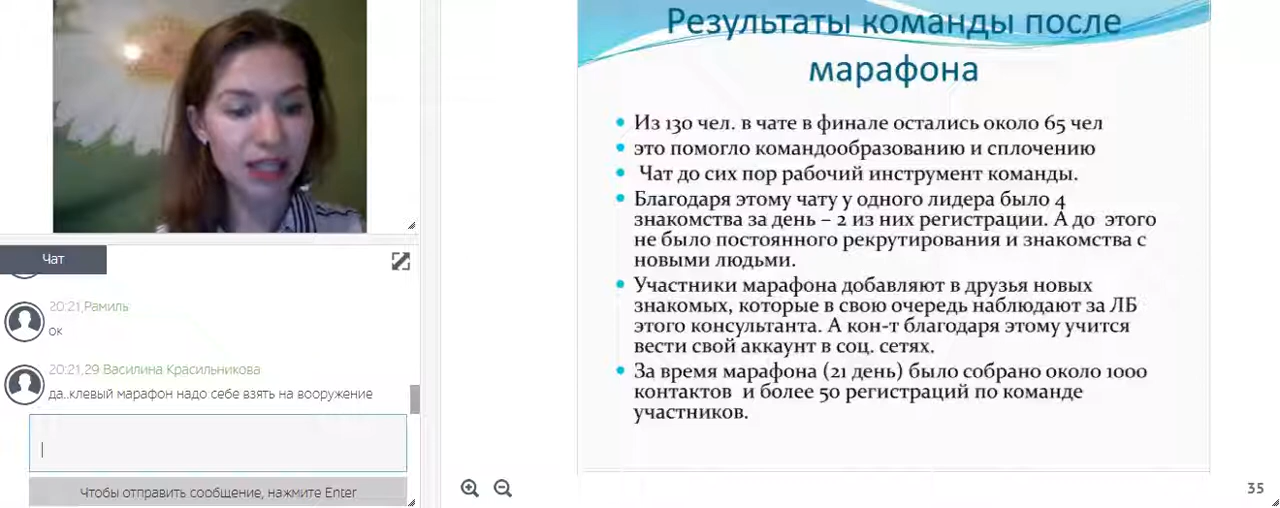 Чат
20:21,Рамиль
ок
20:21,29 Василина Красильникова
да..клевый марафон надо себе взять на вооружение
Чтобы отправить сообщение, нажмите Enter
Результаты команды после
марафона
Из 130 чел. в чате в финале остались около 65 чел
это помогло командообразованию и сплочению
Чат до сих пор рабочий инструмент команды.
Благодаря этому чату у одного лидера было 4
знакомства за день – 2 из них регистрации. А до этого
не было постоянного рекрутирования и знакомства с
новыми людьми.
Участники марафона добавляют в друзья новых
знакомых, которые в свою очередь наблюдают за ЛБ
этого консультанта. А кон-т благодаря этому учится
вести свой аккаунт в соц. сетях.
За время марафона (21 день) было собрано около 1000
контактов и более 50 регистраций по команде
участников.
35